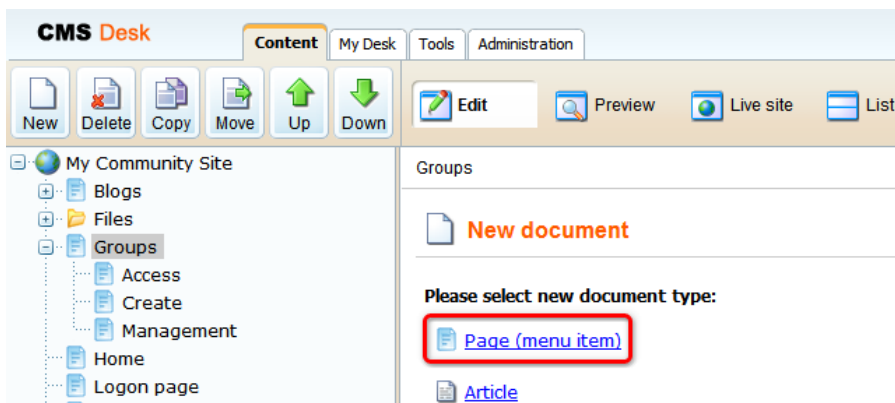 CMS Desk
Content My Desk Tools Administration
New Delete Copy Move Up Down Edit Preview Live site List
My Community Site
Blogs
Files
Groups
Access
Create
Management
Home
Logon page
Groups
New document
Please select new document type:
Page (menu item)
Article